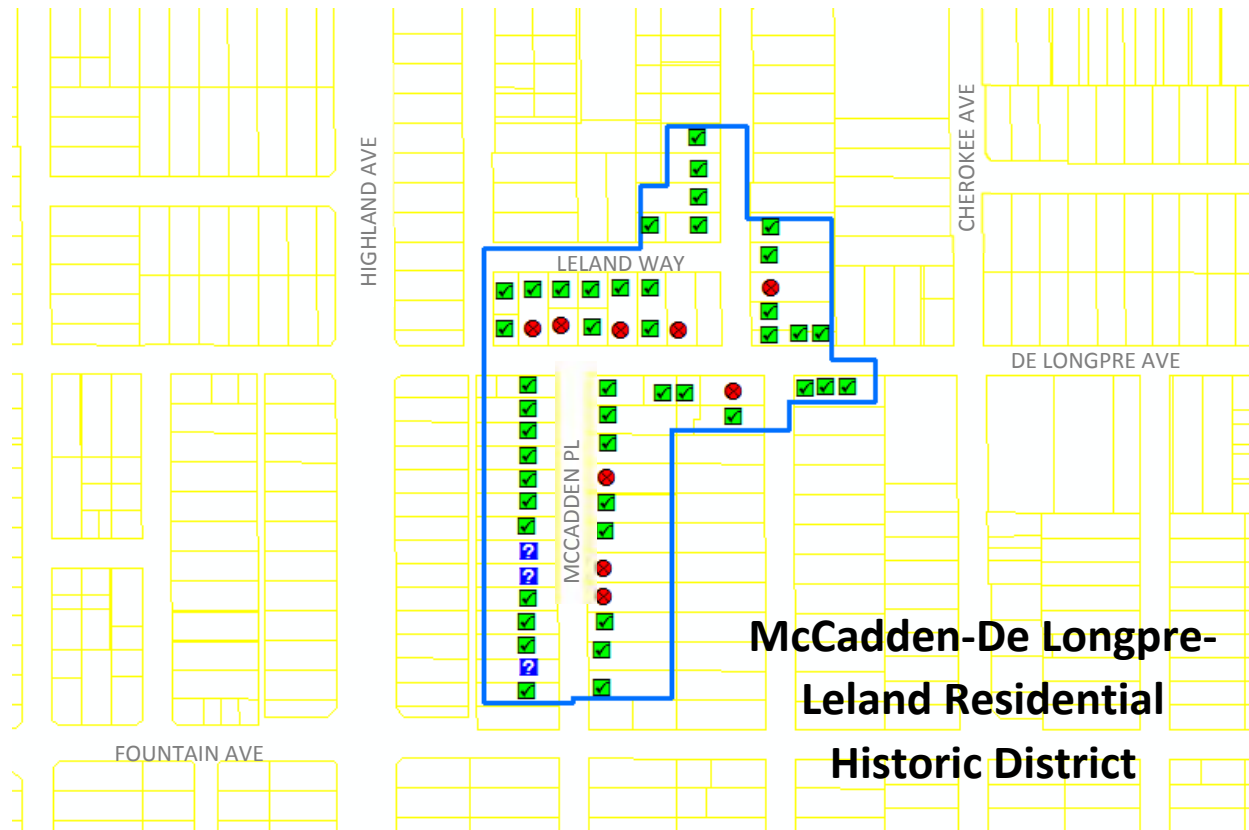 HIGHLAND AVE
CHEROKEE AVE
LELAND WAY
DE LONGPRE AVE
MCCADDEN PL
? 
?
?
McCadden-De Longpre-
Leland Residential
Historic District
FOUNTAIN AVE